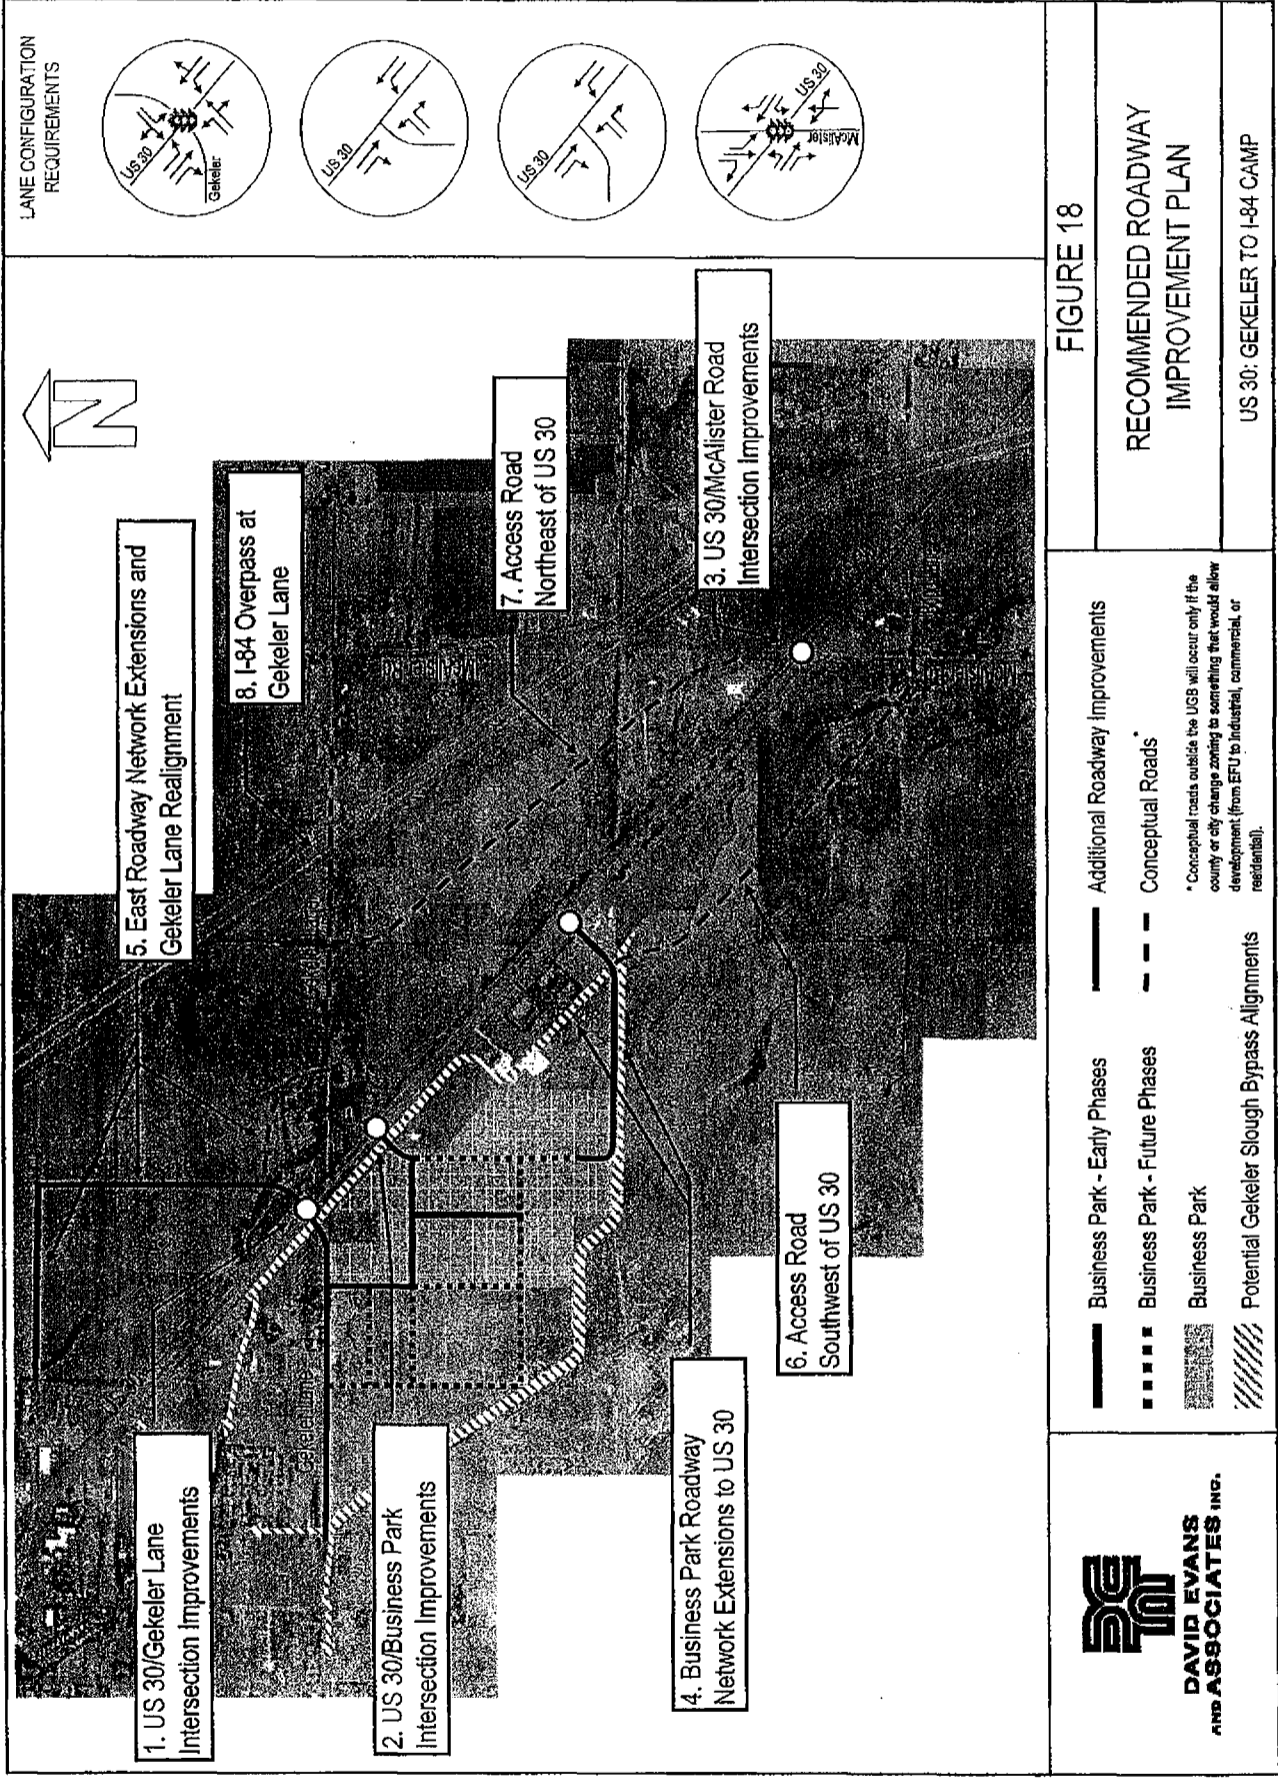 LANE CONFIGURATION
REQUIREMENTS
US 30
Gekeler
US 30
US 30
US 30
McAlister
N
5. East Roadway Network Extensions and
Gekeler Lane Realignment
8. I-84 Overpass at
Gekeler Lane
7. Access Road
Northeast of US 30
3. US 30/McAlister Road
Intersection Improvements
1. US 30/Gekeler Lane
Intersection Improvements
2. US 30/Business Park
Intersection Improvements
4. Business Park Roadway
Network Extensions to US 30
6. Access Road
Southwest of US 30
Gekeler Lane
McAlister Rd
DAVID EVANS
AND ASSOCIATES INC.
Business Park - Early Phases
Business Park - Future Phases
Business Park
Potential Gekeler Slough Bypass Alignments
Additional Roadway Improvements
Conceptual Roads*
* Conceptual roads outside the UGB will occur only if the
county or city change zoning to something that would allow
development (from EFU to industrial, commercial, or
residential).
FIGURE 18
RECOMMENDED ROADWAY
IMPROVEMENT PLAN
US 30: GEKELER TO I-84 CAMP